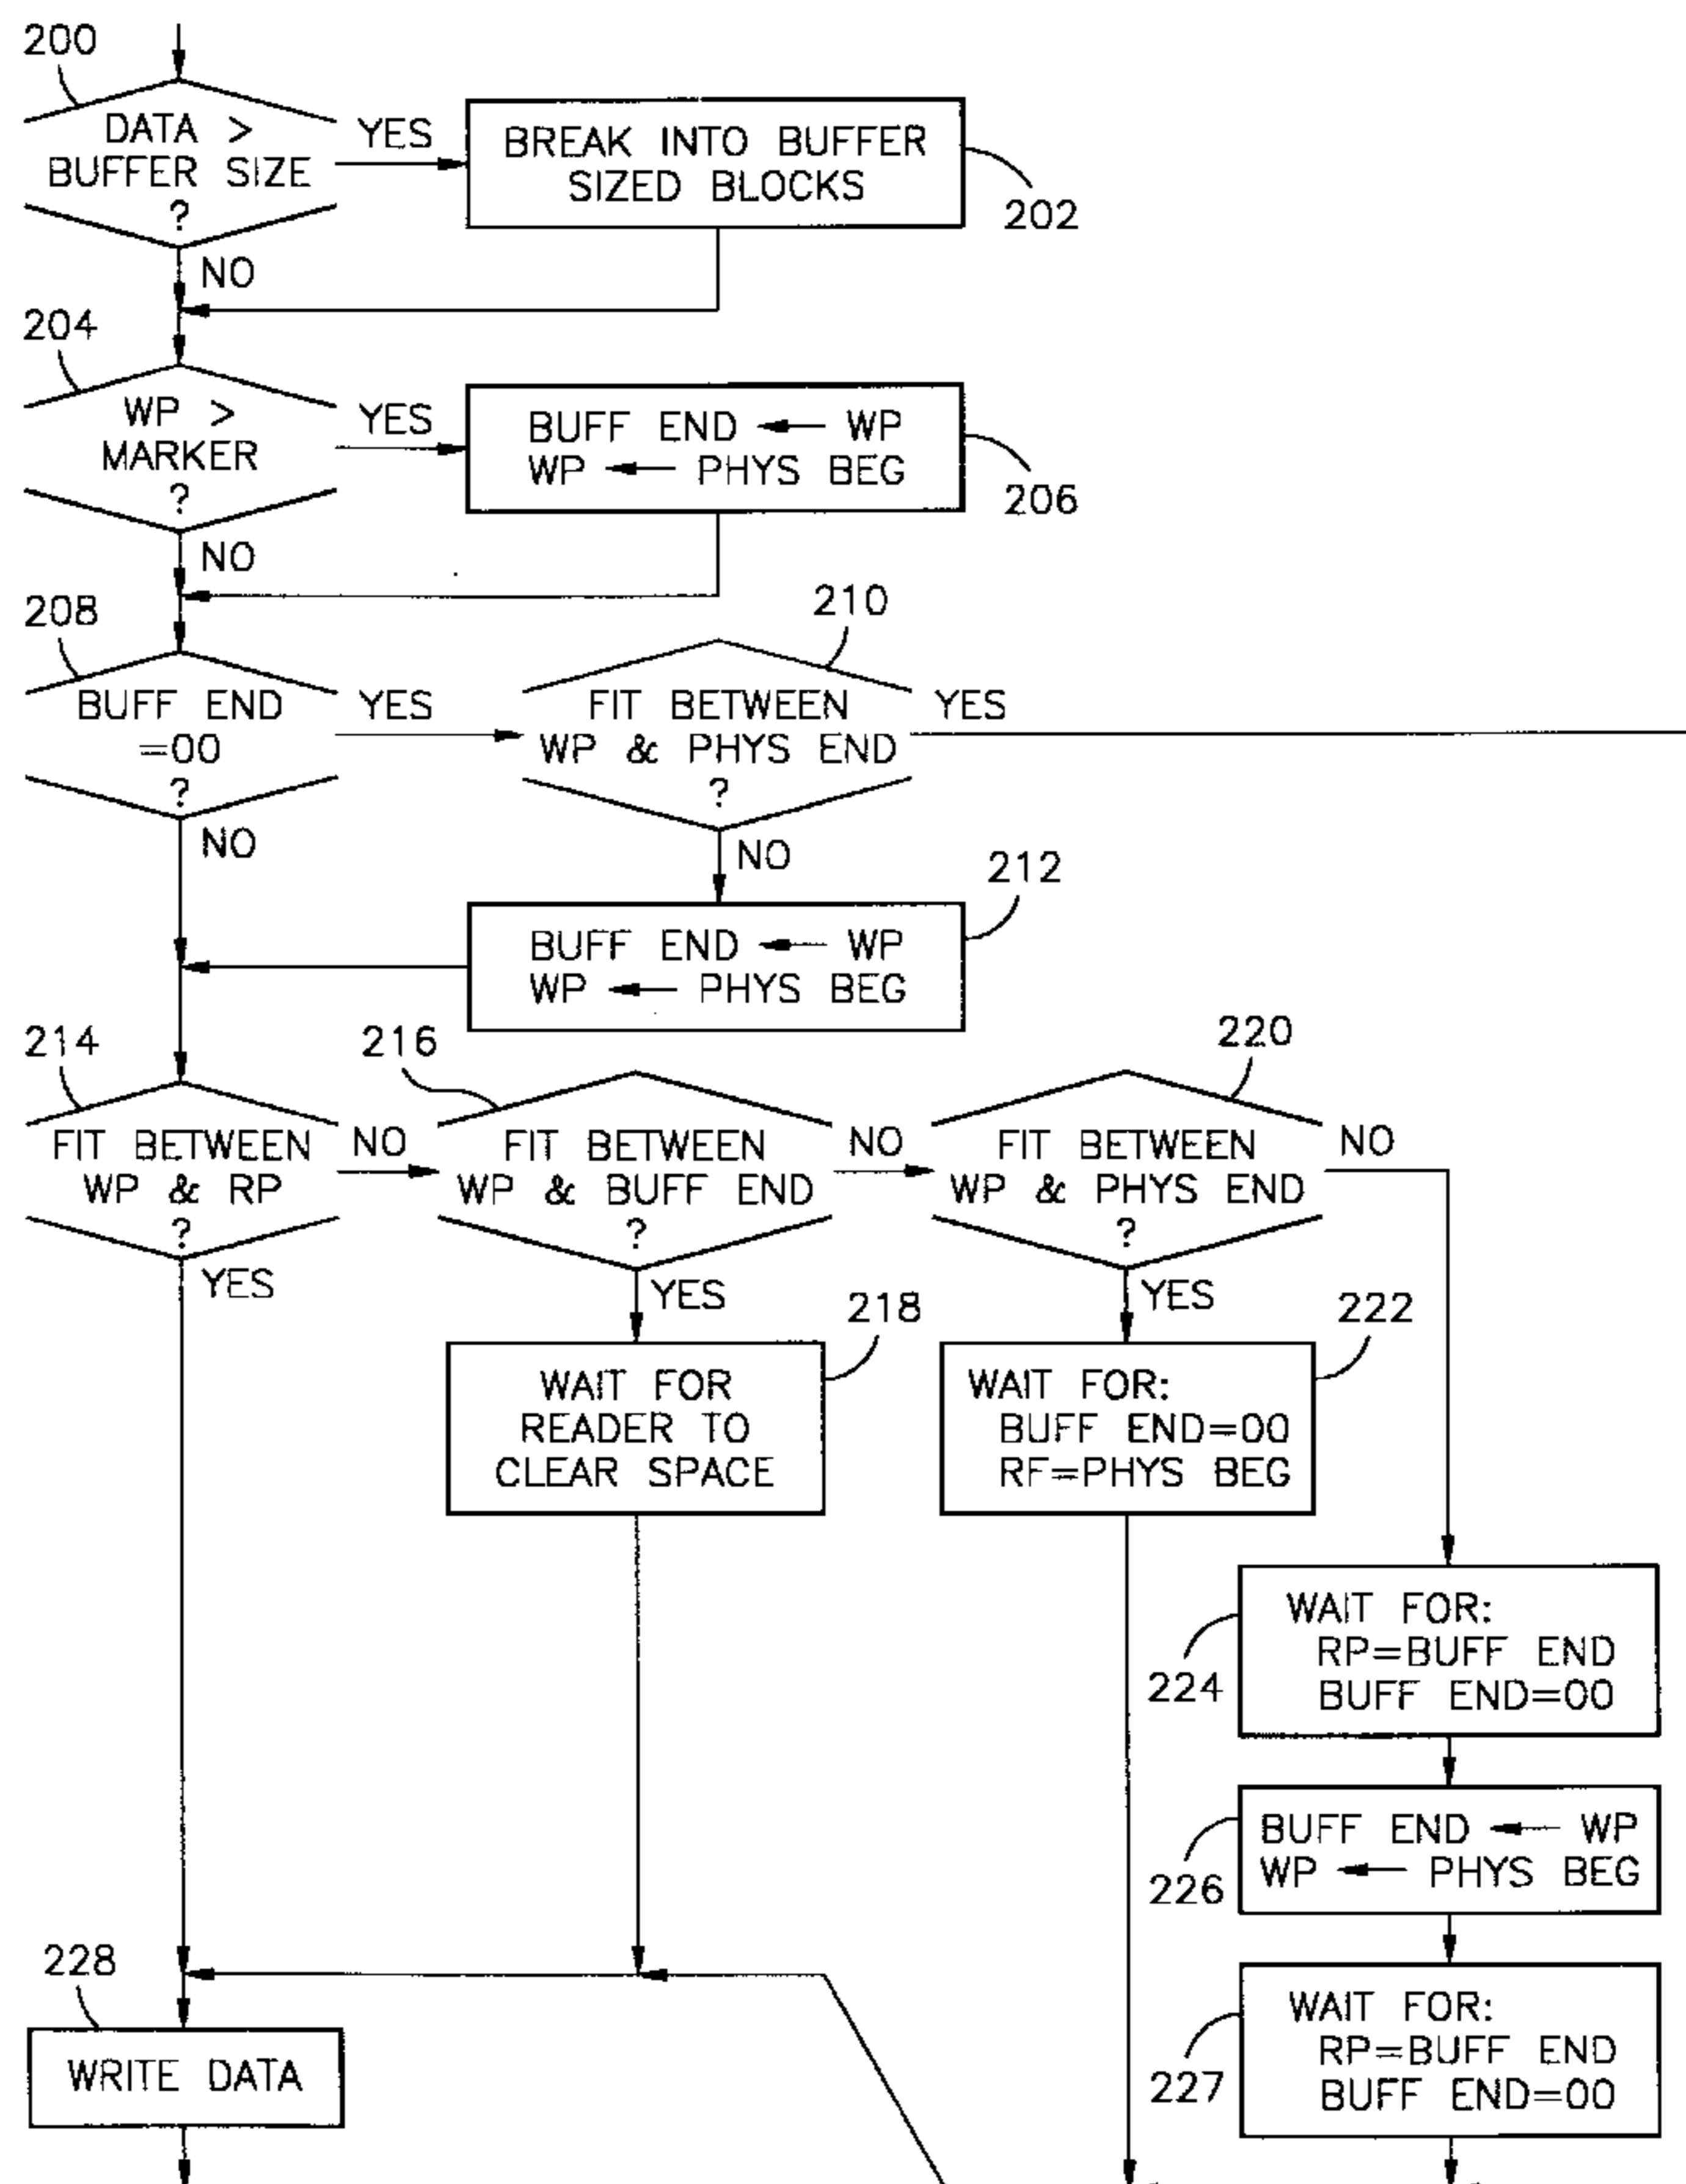 200
DATA >
BUFFER SIZE
?
YES
BREAK INTO BUFFER
SIZED BLOCKS
202
NO
204
WP >
MARKER
?
YES
BUFF END ← WP
WP ← PHYS BEG
206
NO
208
BUFF END
=00
?
YES
210
FIT BETWEEN
WP & PHYS END
?
YES
NO
NO
212
BUFF END ← WP
WP ← PHYS BEG
214
FIT BETWEEN
WP & RP
?
NO
216
FIT BETWEEN
WP & BUFF END
?
NO
220
FIT BETWEEN
WP & PHYS END
?
NO
YES
YES
YES
218
WAIT FOR
READER TO
CLEAR SPACE
222
WAIT FOR:
BUFF END=00
RF=PHYS BEG
224
WAIT FOR:
RP=BUFF END
BUFF END=00
226
BUFF END ← WP
WP ← PHYS BEG
228
WRITE DATA
227
WAIT FOR:
RP=BUFF END
BUFF END=00